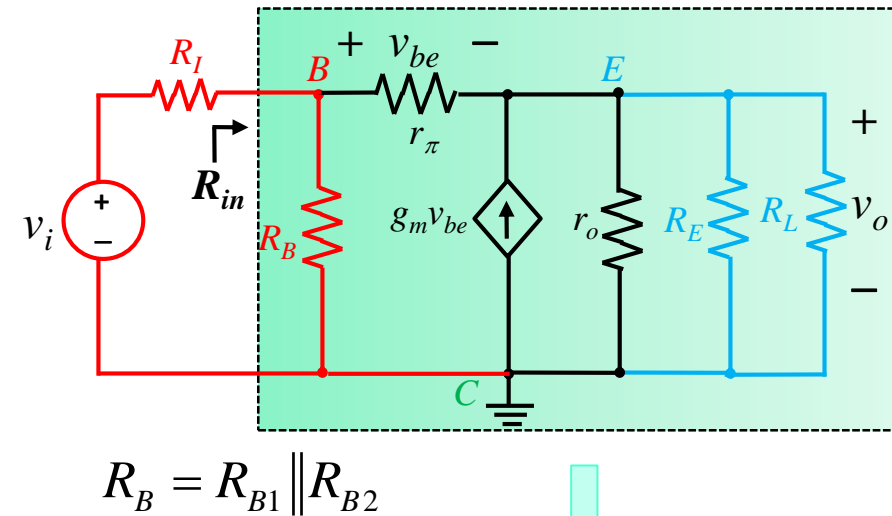 R_I
B
+ v_be −
E
r_π
R_in
v_i
+
−
R_B
g_m v_be
r_o
R_E
R_L
+
v_o
−
C
R_B = R_B1 || R_B2